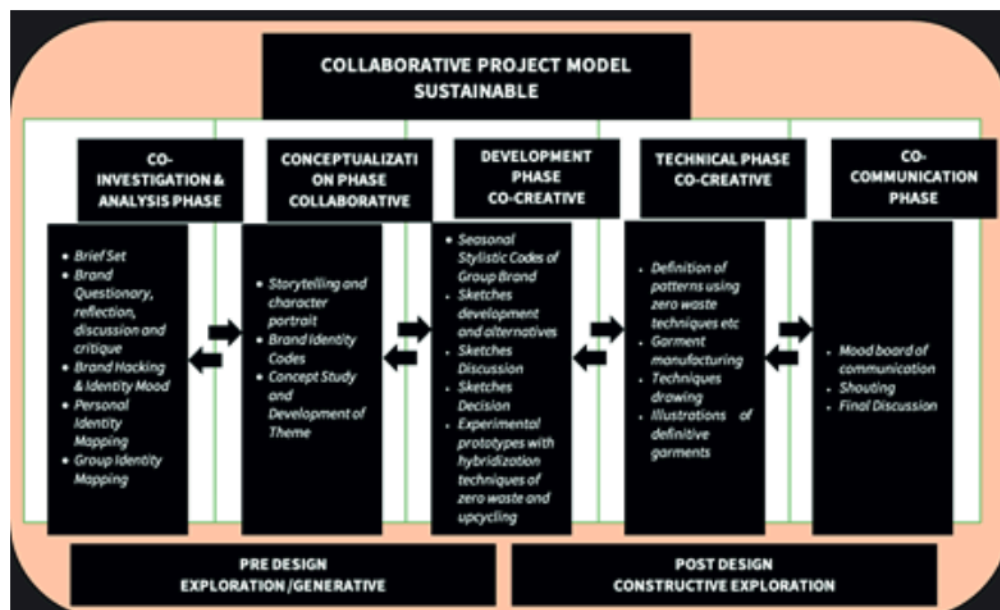 COLLABORATIVE PROJECT MODEL
SUSTAINABLE
CO-
INVESTIGATION &
ANALYSIS PHASE
• Brief Set
• Brand
Questionary,
reflection,
discussion and
critique
• Brand Hacking
& Identity Mood
• Personal
Identity
Mapping
• Group Identity
Mapping
CONCEPTUALIZATI
ON PHASE
COLLABORATIVE
• Storytelling and
character
portrait
• Brand Identity
Codes
• Concept Study
and
Development of
Theme
DEVELOPMENT
PHASE
CO-CREATIVE
• Seasonal
Stylistic Codes of
Group Brand
• Sketches
development
and alternatives
• Sketches
Discussion
• Sketches
Decision
• Experimental
prototypes with
hybridization
techniques of
zero waste and
upcycling
TECHNICAL PHASE
CO-CREATIVE
• Definition of
patterns using
zero waste
techniques etc
• Garment
manufacturing
• Techniques
drawing
• Illustrations of
definitive
garments
CO-
COMMUNICATION
PHASE
• Mood board of
communication
• Shouting
• Final Discussion
PRE DESIGN
EXPLORATION/GENERATIVE
POST DESIGN
CONSTRUCTIVE EXPLORATION